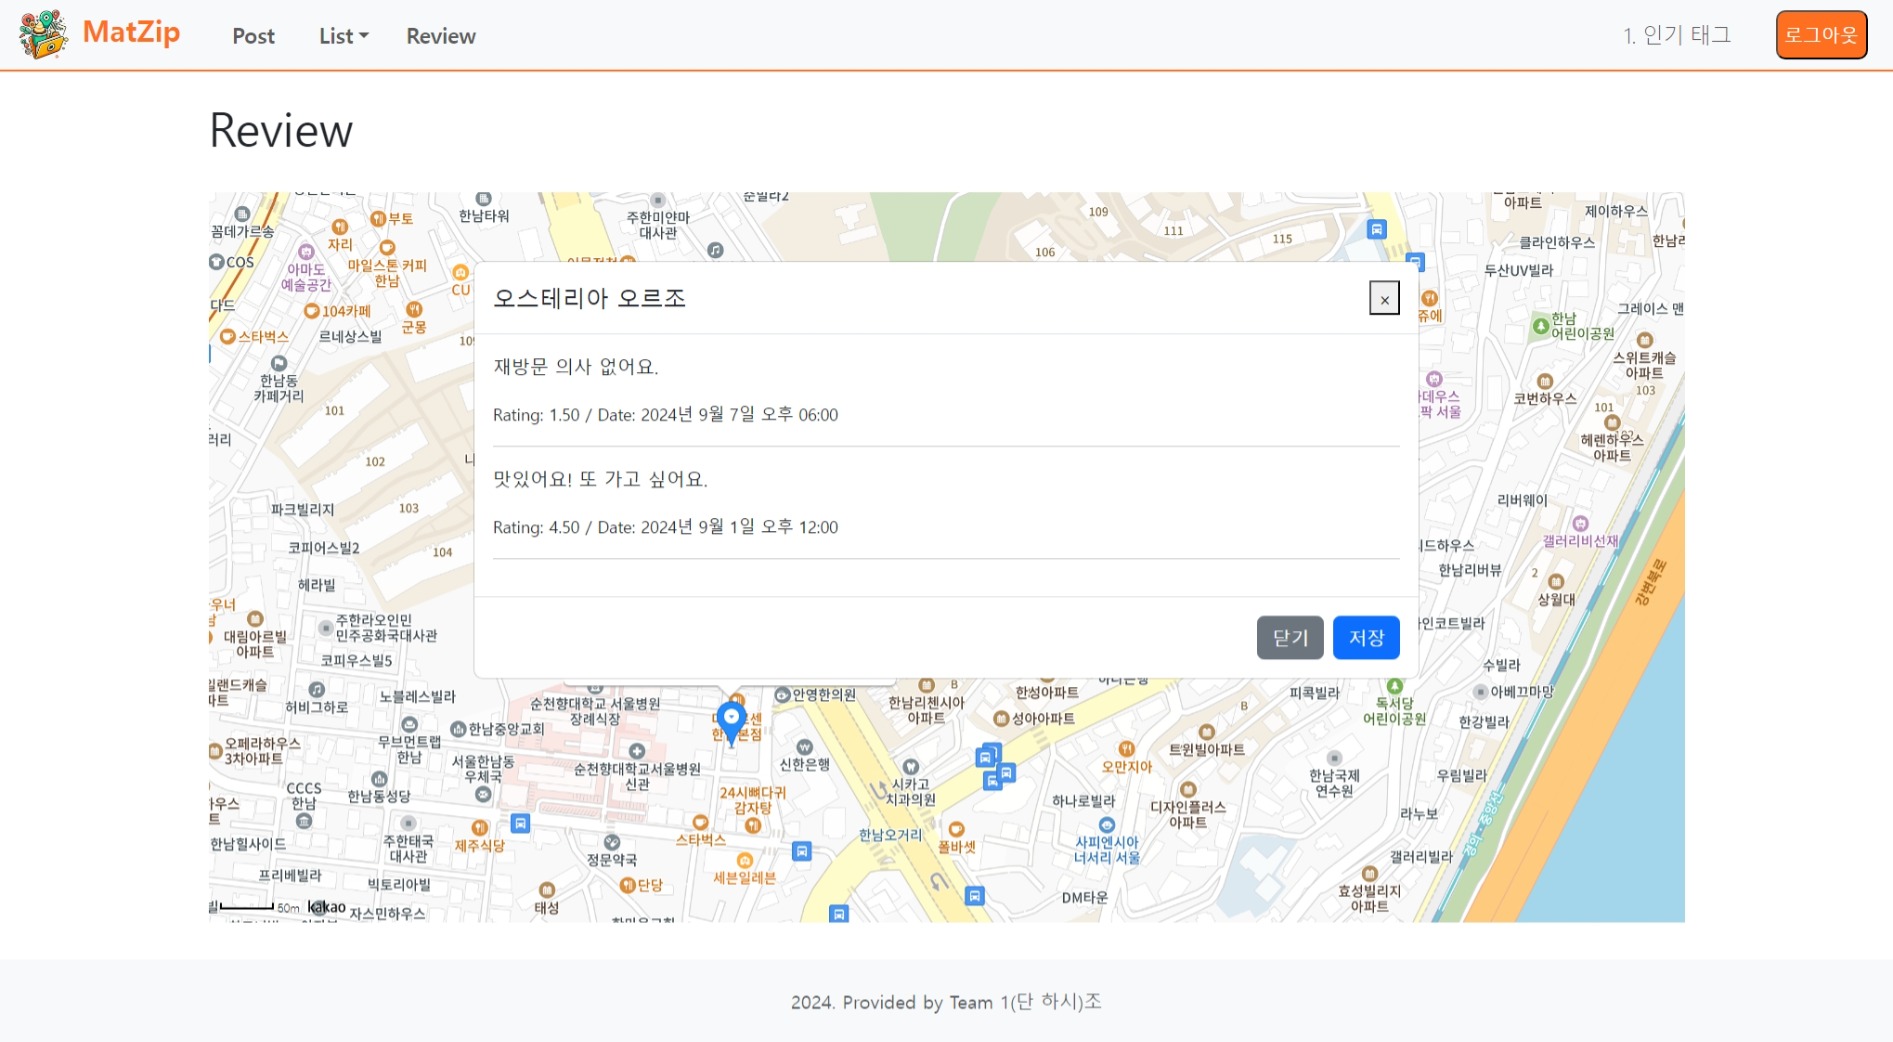 MatZip
Post
List
Review
1. 인기 태그
로그아웃
Review
한남타워
부토
자리
꼼데가르송
COS
아마도
예술공간
마일스톤 커피
한남
CU
104카페
군몽
스타벅스
르네상스빌
한남동
카페거리
주한미얀마
대사관
순빌라2
109
111
106
115
아파트
제이하우스
클라인하우스
두산UV빌라
그레이스 맨
한남
어린이공원
스위트캐슬
아파트
103
코번하우스
101
헤렌하우스
아파트
오스테리아 오르조
×
재방문 의사 없어요.
Rating: 1.50 / Date: 2024년 9월 7일 오후 06:00
맛있어요! 또 가고 싶어요.
Rating: 4.50 / Date: 2024년 9월 1일 오후 12:00
닫기
저장
101
102
103
104
파크빌리지
코피어스빌2
헤라빌
주한라오인민
민주공화국대사관
대림아르빌
아파트
코피우스빌5
허비그하로
노블레스빌라
한남중앙교회
무브먼트랩
한남
오페라하우스
3차아파트
서울한남동
우체국
CCCS
한남
한남동성당
한남힐사이드
주한태국
대사관
제주식당
프리베빌라
빅토리아빌
자스민하우스
50m
kakao
태성
단당
정문약국
순천향대학교 서울병원
장례식장
순천향대학교서울병원
신관
안영한의원
신한은행
24시뼈다귀
감자탕
스타벅스
세븐일레븐
시카고
치과의원
한남오거리
폴바셋
한남리첸시아
아파트
B
한성아파트
성아아파트
오만지아
트윈빌아파트
B
하나로빌라
디자인플러스
아파트
사피엔시아
너서리 서울
DM타운
피콕빌라
독서당
어린이공원
한남국제
연수원
우림빌라
라누보
갤러리빌라
효성빌리지
아파트
경의·중앙선
한강빌라
아베끄마망
수빌라
상월대
2
한남리버뷰
갤러리비선재
리버웨이
강변북로
2024. Provided by Team 1(단 하시)조